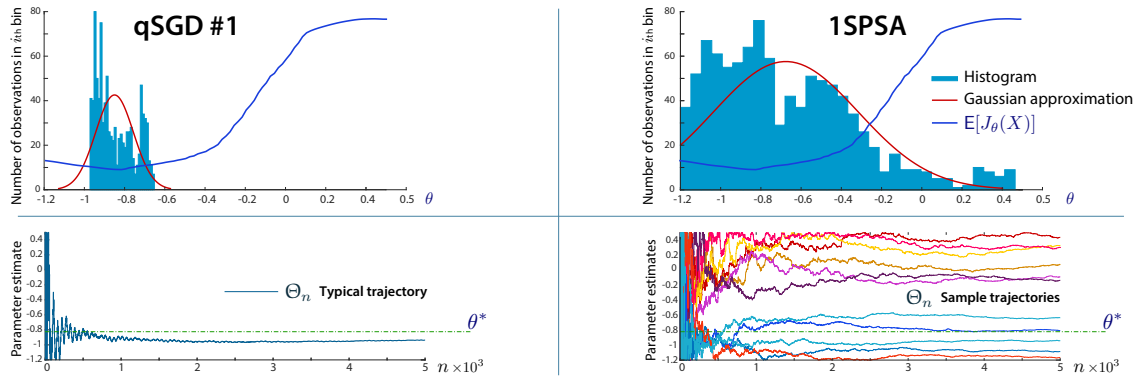 qSGD #1
Number of observations in i_th bin
80
60
40
20
0
-1.2 -1 -0.8 -0.6 -0.4 -0.2 0 0.2 0.4 0.5 θ
1SPSA
Number of observations in i_th bin
80
60
40
20
0
-1.2 -1 -0.8 -0.6 -0.4 -0.2 0 0.2 0.4 0.5 θ
Histogram
Gaussian approximation
E[J_θ(X)]
Parameter estimate
0.4
0.2
0
-0.2
-0.4
-0.6
-0.8
-1
-1.2
Θ_n Typical trajectory
θ*
0 1 2 3 4 5 n ×10³
Parameter estimates
0.4
0.2
0
-0.2
-0.4
-0.6
-0.8
-1
-1.2
Θ_n Sample trajectories
θ*
0 1 2 3 4 5 n ×10³